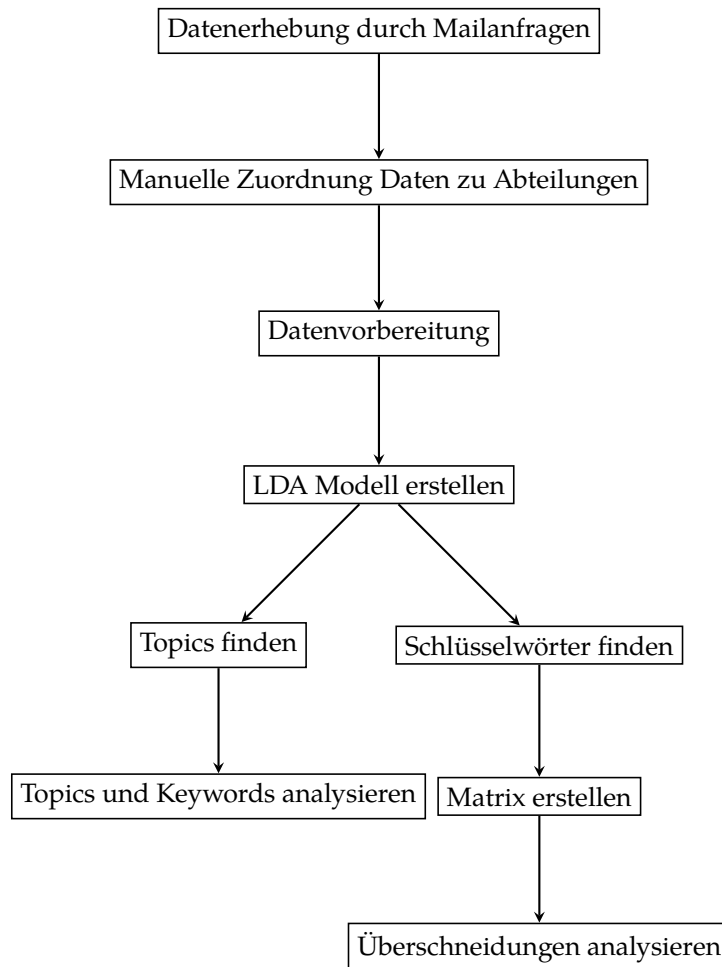 Datenerhebung durch Mailanfragen
Manuelle Zuordnung Daten zu Abteilungen
Datenvorbereitung
LDA Modell erstellen
Topics finden
Schlüsselwörter finden
Topics und Keywords analysieren
Matrix erstellen
Überschneidungen analysieren